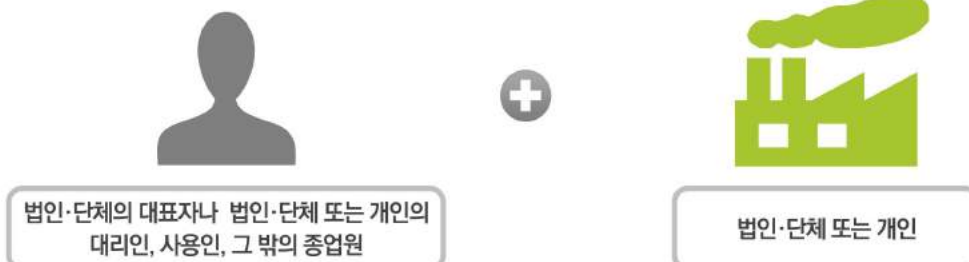 법인·단체의 대표자나 법인·단체 또는 개인의
대리인, 사용인, 그 밖의 종업원
법인·단체 또는 개인